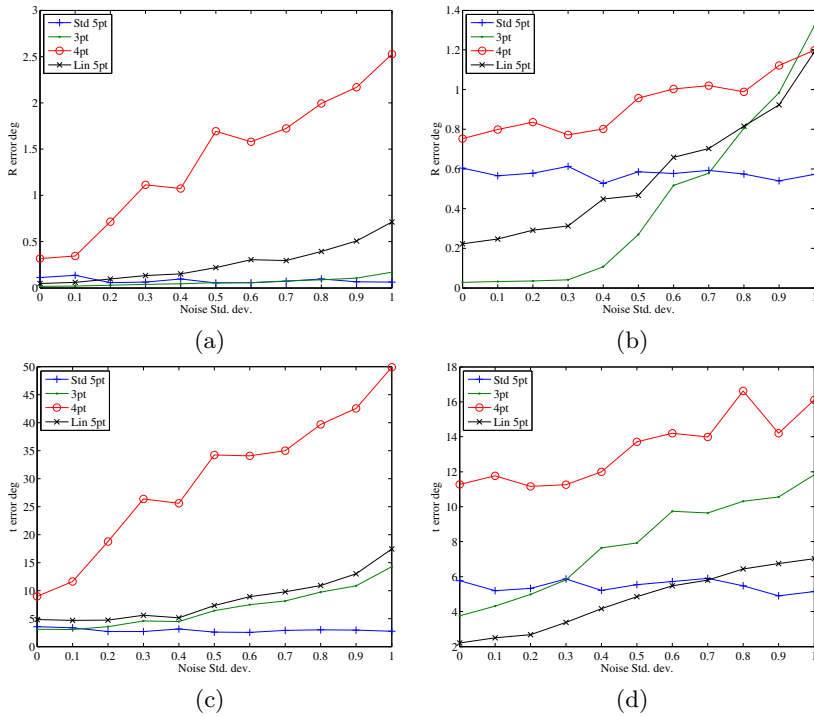 3
2.5
2
1.5
1
0.5
0
R error deg
Std 5pt
3pt
4pt
Lin 5pt
0 0.1 0.2 0.3 0.4 0.5 0.6 0.7 0.8 0.9 1
Noise Std. dev.
(a)
1.4
1.2
1
0.8
0.6
0.4
0.2
0
R error deg
Std 5pt
3pt
4pt
Lin 5pt
0 0.1 0.2 0.3 0.4 0.5 0.6 0.7 0.8 0.9 1
Noise Std. dev.
(b)
50
45
40
35
30
25
20
15
10
5
0
t error deg
Std 5pt
3pt
4pt
Lin 5pt
0 0.1 0.2 0.3 0.4 0.5 0.6 0.7 0.8 0.9 1
Noise Std. dev.
(c)
18
16
14
12
10
8
6
4
2
t error deg
Std 5pt
3pt
4pt
Lin 5pt
0 0.1 0.2 0.3 0.4 0.5 0.6 0.7 0.8 0.9 1
Noise Std. dev.
(d)